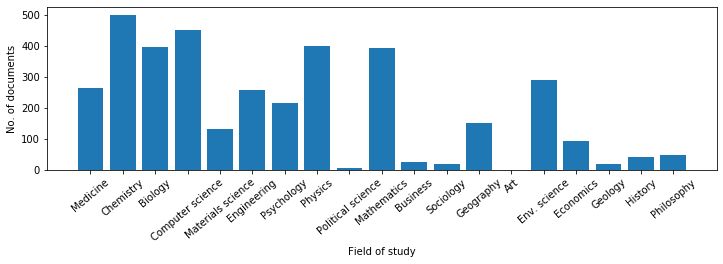 500
400
300
200
100
0
No. of documents
Medicine
Chemistry
Biology
Computer science
Materials science
Engineering
Psychology
Physics
Political science
Mathematics
Business
Sociology
Geography
Art
Env. science
Economics
Geology
History
Philosophy
Field of study